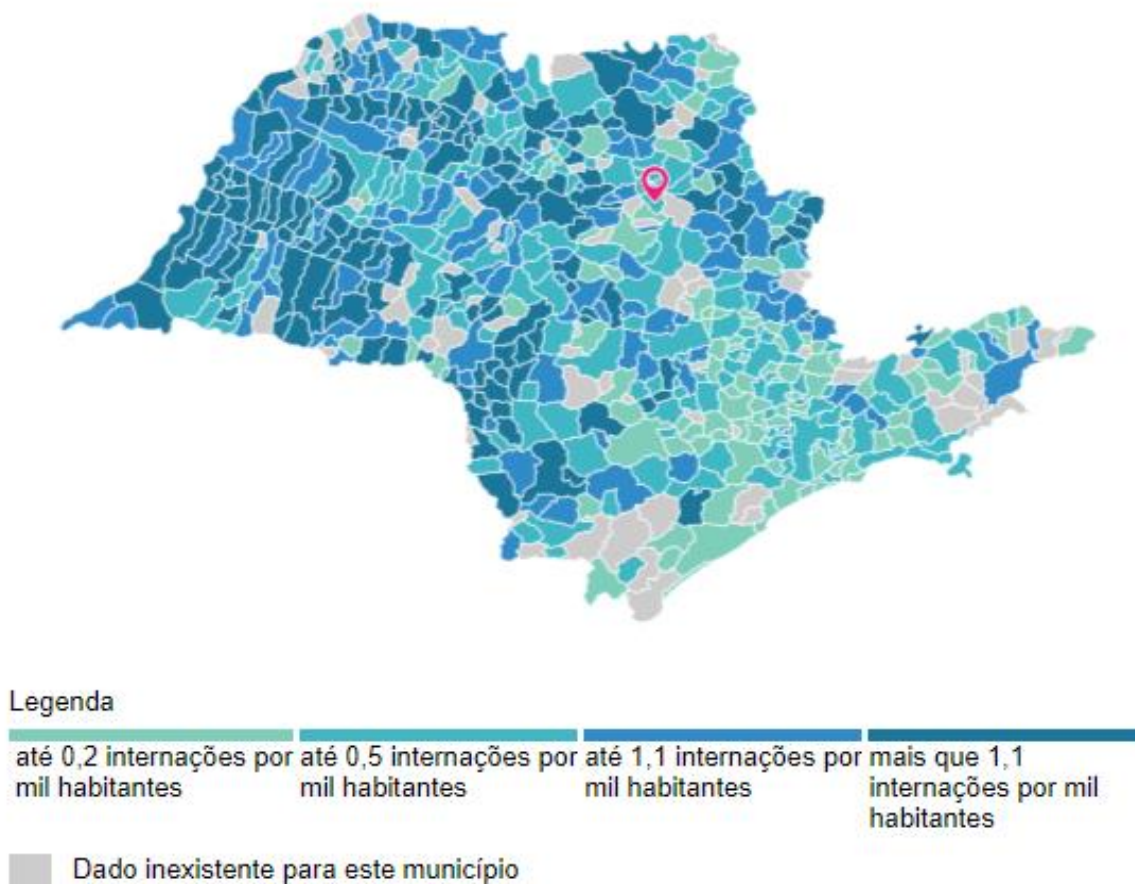 Legenda
até 0,2 internações por
mil habitantes
até 0,5 internações por
mil habitantes
até 1,1 internações por
mil habitantes
mais que 1,1
internações por mil
habitantes
Dado inexistente para este município